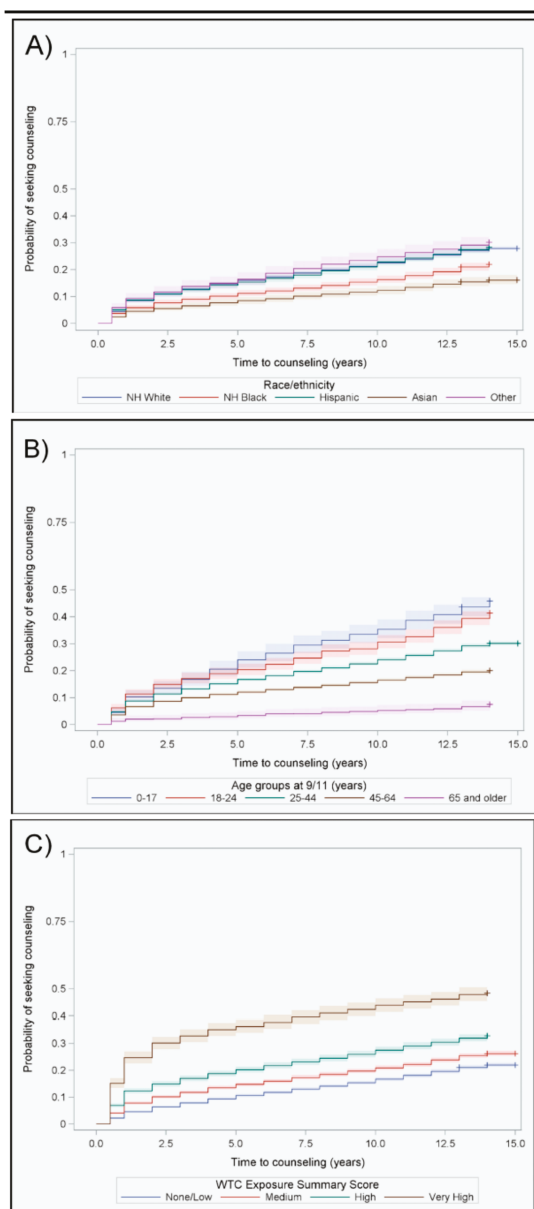 A)
Probability of seeking counseling
1
0.75
0.5
0.4
0.3
0.2
0.1
0
0.0 2.5 5.0 7.5 10.0 12.5 15.0
Time to counseling (years)
Race/ethnicity
NH White NH Black Hispanic Asian Other
B)
Probability of seeking counseling
1
0.75
0.5
0.4
0.3
0.2
0.1
0
0.0 2.5 5.0 7.5 10.0 12.5 15.0
Time to counseling (years)
Age groups at 9/11 (years)
0-17 18-24 25-44 45-64 65 and older
C)
Probability of seeking counseling
1
0.75
0.5
0.4
0.3
0.2
0.1
0
0.0 2.5 5.0 7.5 10.0 12.5 15.0
Time to counseling (years)
WTC Exposure Summary Score
None/Low Medium High Very High